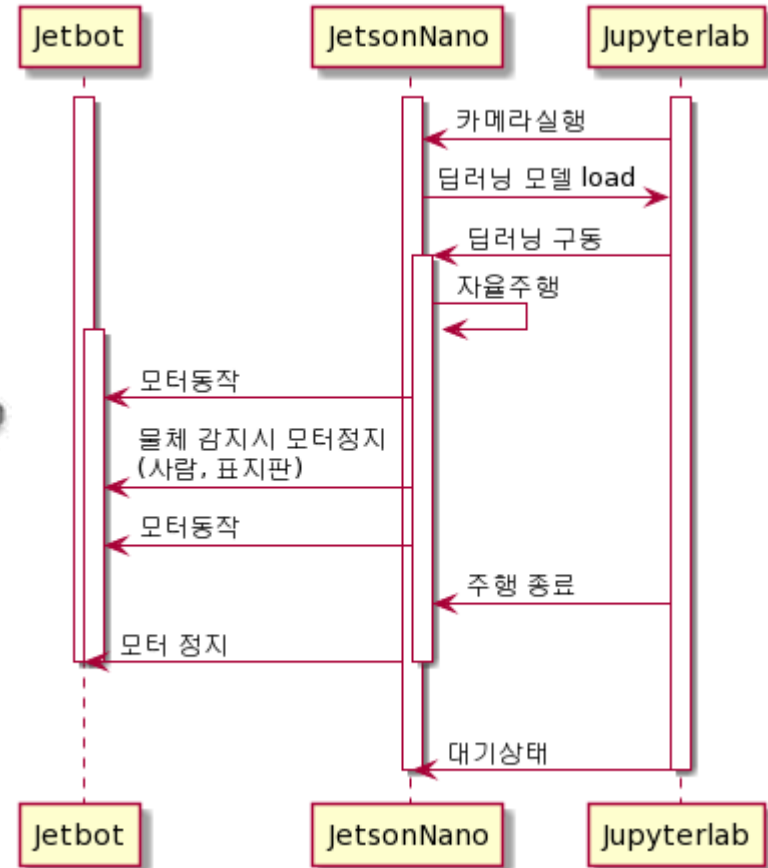 Jetbot JetsonNano Jupyterlab
카메라실행
딥러닝 모델 load
딥러닝 구동
자율주행
모터동작
물체 감지시 모터정지
(사람, 표지판)
모터동작
주행 종료
모터 정지
대기상태
Jetbot JetsonNano Jupyterlab